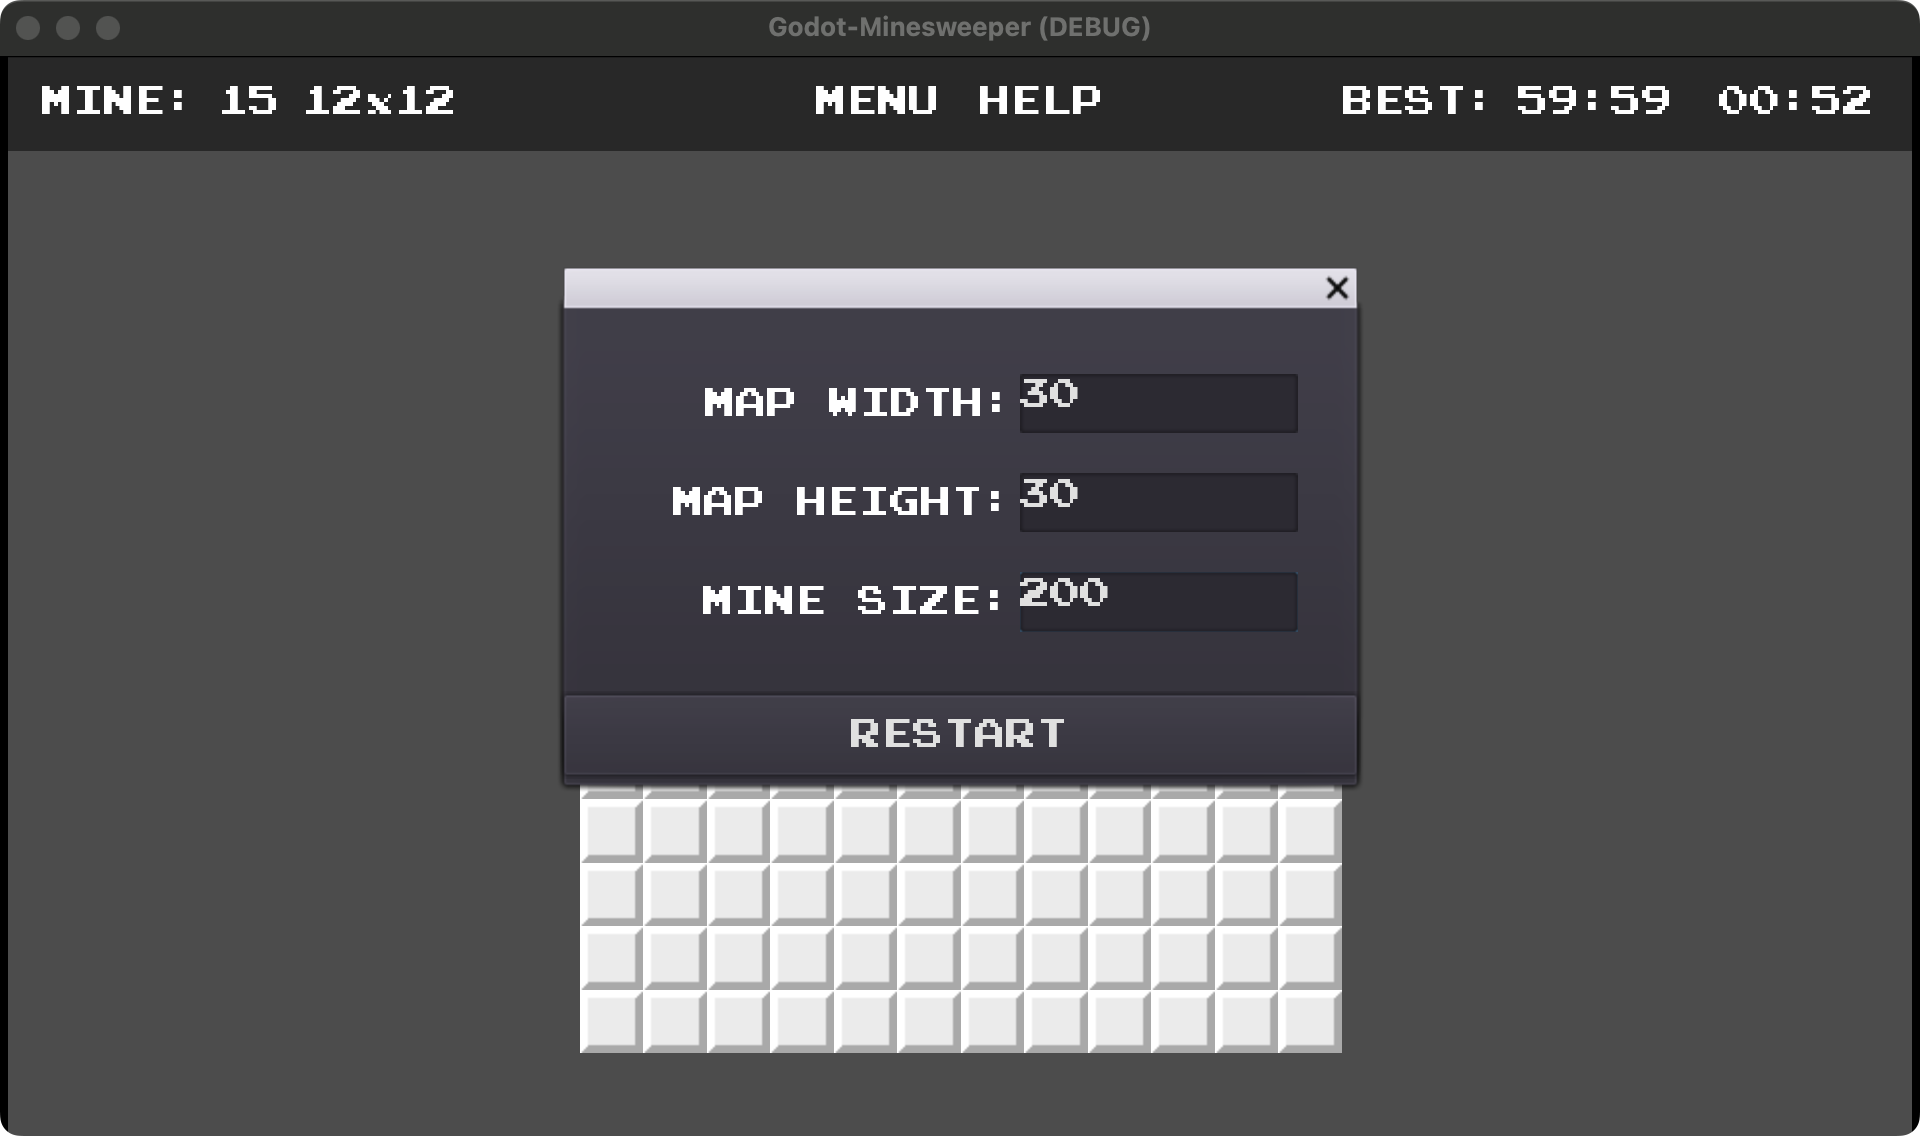 Godot-Minesweeper (DEBUG)
MINE: 15 12x12 MENU HELP BEST: 59:59 00:52
MAP WIDTH: 30
MAP HEIGHT: 30
MINE SIZE: 200
RESTART